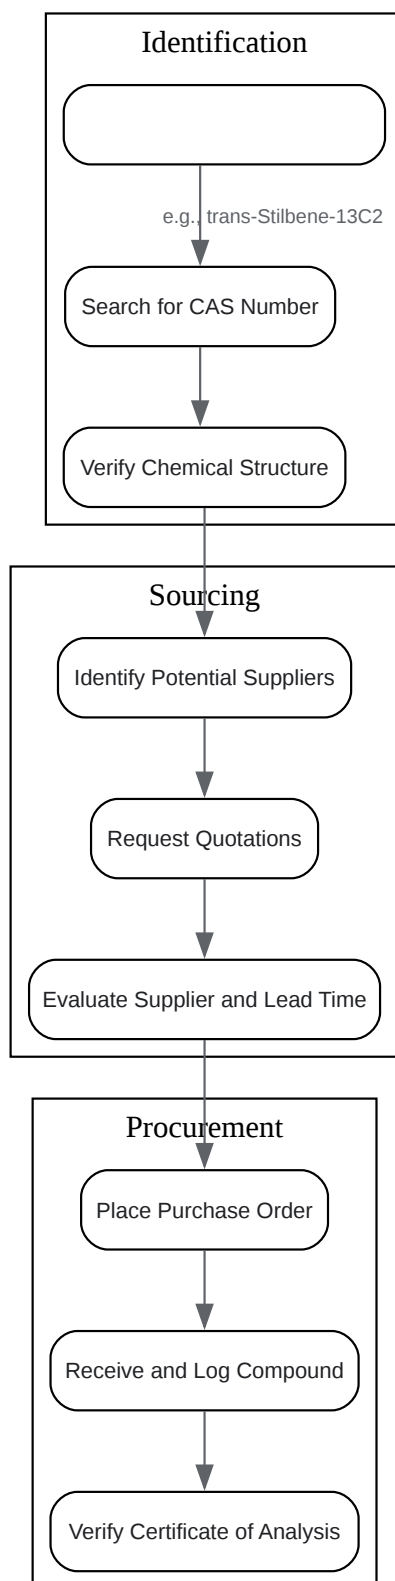 Identification
e.g., trans-Stilbene-13C2
Search for CAS Number
Verify Chemical Structure
Sourcing
Identify Potential Suppliers
Request Quotations
Evaluate Supplier and Lead Time
Procurement
Place Purchase Order
Receive and Log Compound
Verify Certificate of Analysis